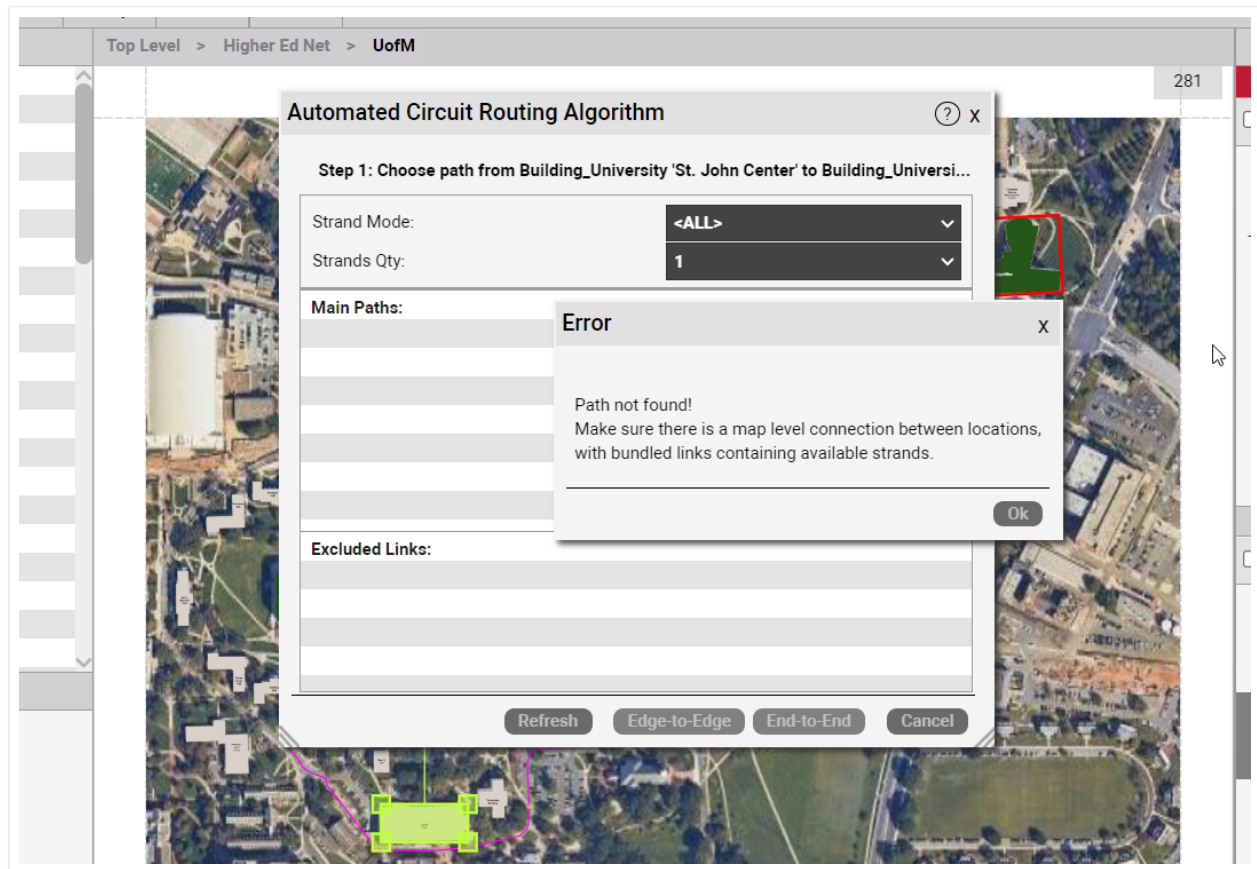 Top Level > Higher Ed Net > UofM
281
Automated Circuit Routing Algorithm
? x
Step 1: Choose path from Building_University 'St. John Center' to Building_Universi...
Strand Mode:
<ALL>
Strands Qty:
1
Main Paths:
Error
x
Path not found!
Make sure there is a map level connection between locations,
with bundled links containing available strands.
Ok
Excluded Links:
Refresh
Edge-to-Edge
End-to-End
Cancel